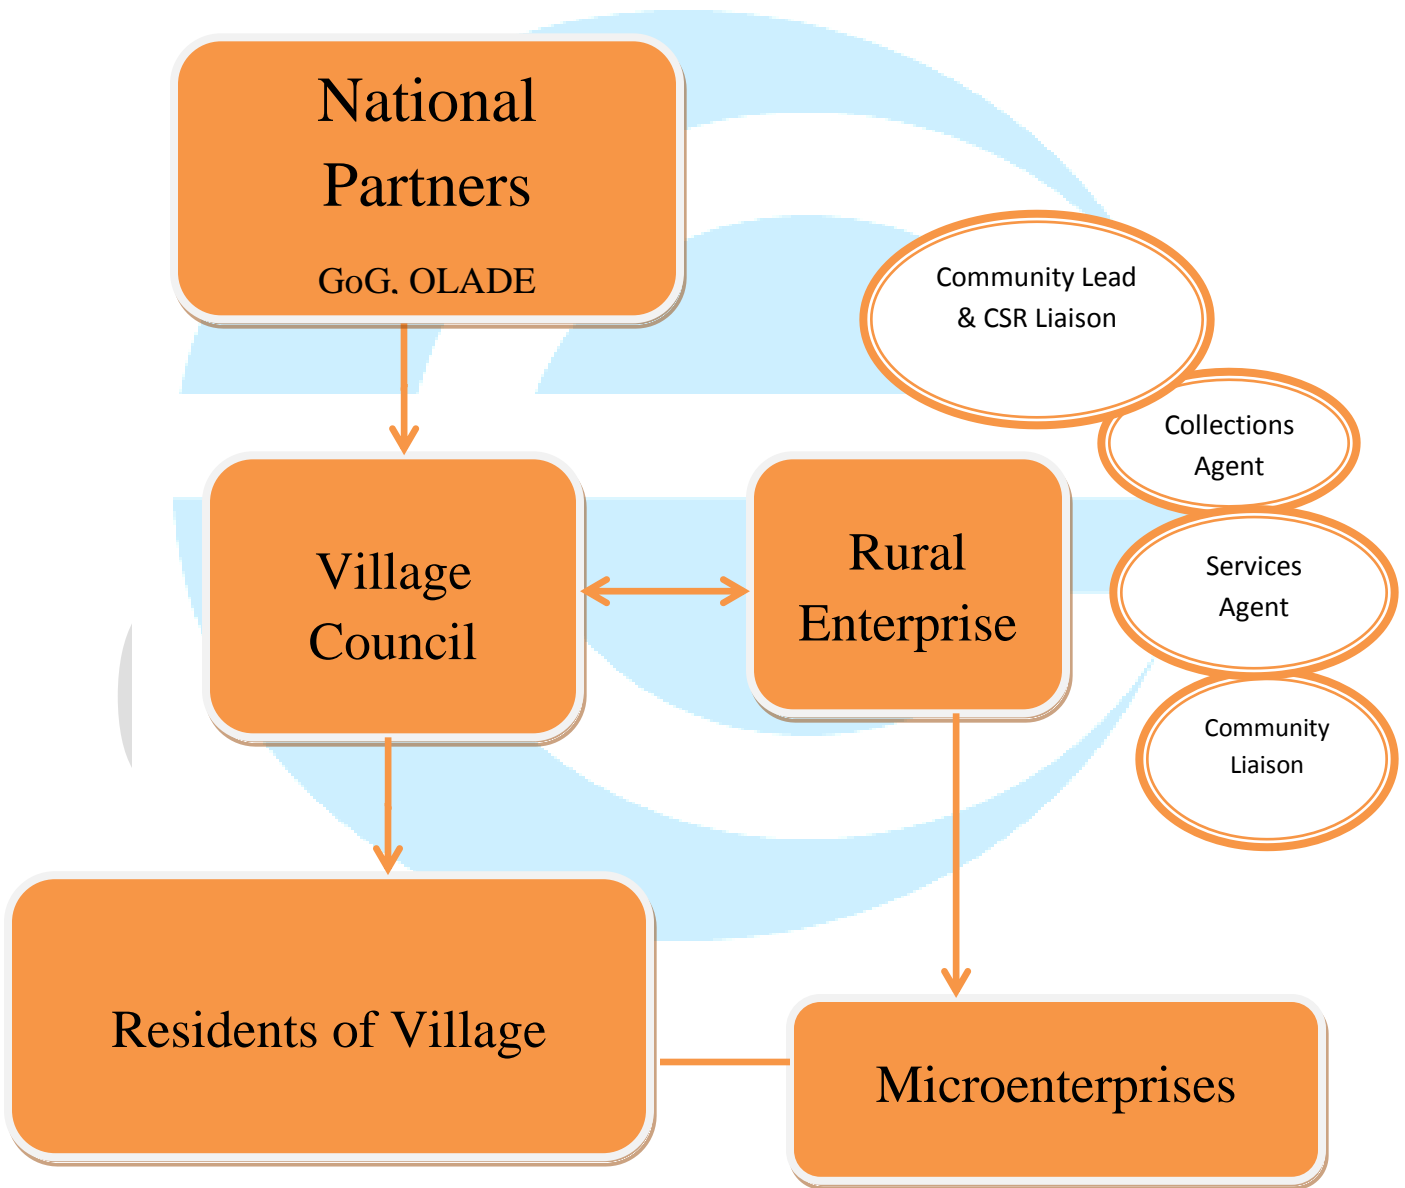 National
Partners
GoG, OLADE
Community Lead
& CSR Liaison
Collections
Agent
Village
Council
Rural
Enterprise
Services
Agent
Community
Liaison
Residents of Village
Microenterprises